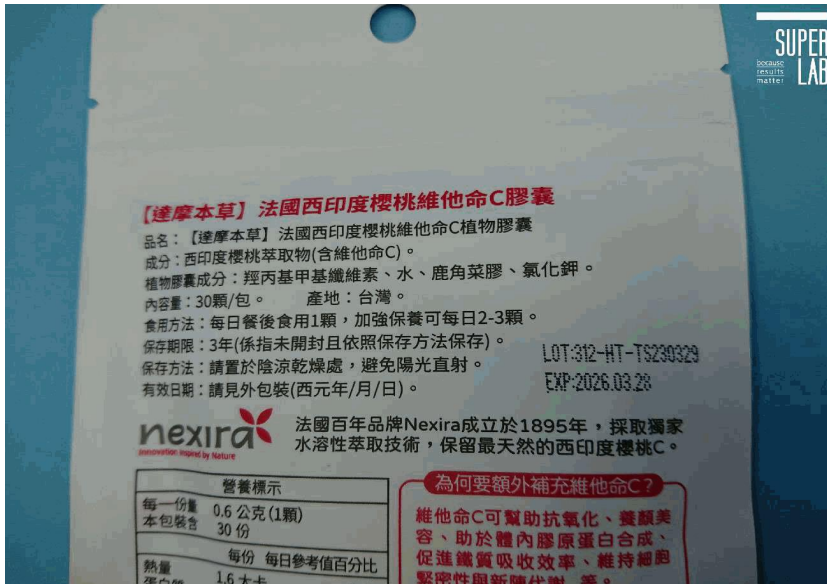 SUPER
LAB
because
results
matter
【達摩本草】法國西印度櫻桃維他命C膠囊
品名：【達摩本草】法國西印度櫻桃維他命C植物膠囊
成分：西印度櫻桃萃取物(含維他命C)。
植物膠囊成分：羥丙基甲基纖維素、水、鹿角菜膠、氯化鉀。
內容量：30顆/包。 產地：台灣。
食用方法：每日餐後食用1顆，加強保養可每日2-3顆。
保存期限：3年(係指未開封且依照保存方法保存)。
保存方法：請置於陰涼乾燥處，避免陽光直射。
有效日期：請見外包裝(西元年/月/日)。
LOT:312-HT-TS230329
EXP:2026.03.28
nexira
Innovation inspired by Nature
法國百年品牌Nexira成立於1895年，採取獨家
水溶性萃取技術，保留最天然的西印度櫻桃C。
營養標示
每一份量 0.6 公克(1顆)
本包裝含 30 份
每份 每日參考值百分比
熱量 1.6 大卡
蛋白質
為何要額外補充維他命C？
維他命C可幫助抗氧化、養顏美
容、助於體內膠原蛋白合成、
促進鐵質吸收效率、維持細胞
緊密性與新陳代謝...等。